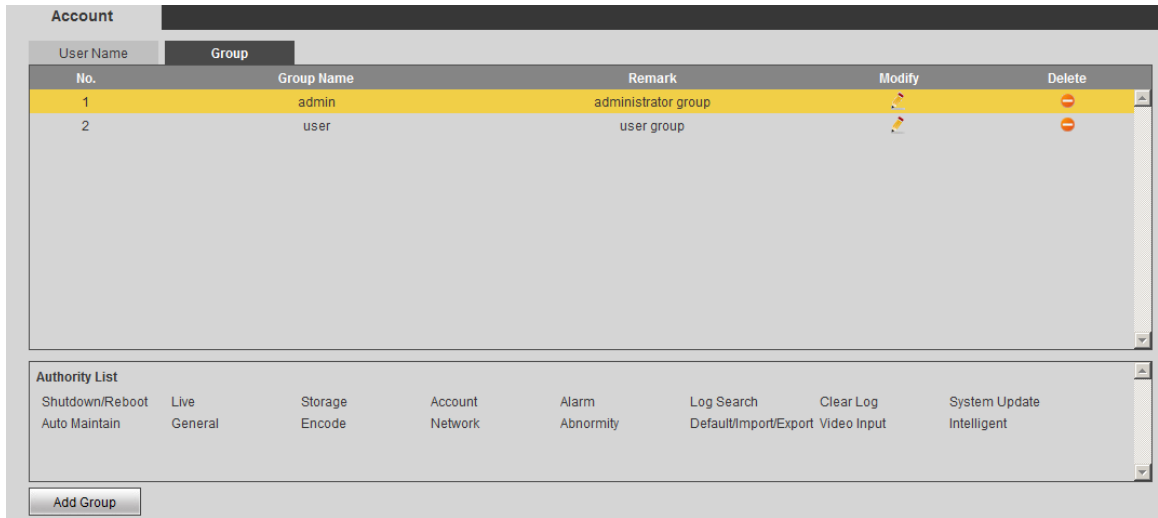 Account
User Name Group
No. Group Name Remark Modify Delete
1 admin administrator group
2 user user group
Authority List
Shutdown/Reboot Live Storage Account Alarm Log Search Clear Log System Update
Auto Maintain General Encode Network Abnormity Default/Import/Export Video Input Intelligent
Add Group